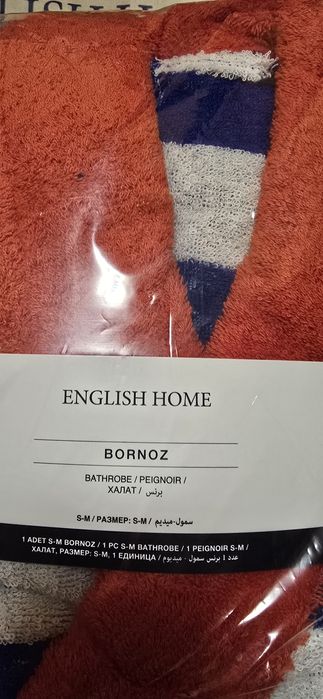 ENGLISH HOME
BORNOZ
BATHROBE / PEIGNOIR /
ХАЛАТ / برنس
S-M / РАЗМЕР: S-M / سمول-ميديم
1 ADET S-M BORNOZ / 1 PC S-M BATHROBE / 1 PEIGNOIR S-M /
ХАЛАТ, РАЗМЕР: S-M, 1 ЕДИНИЦА / عدد ا برنس سمول - ميديوم